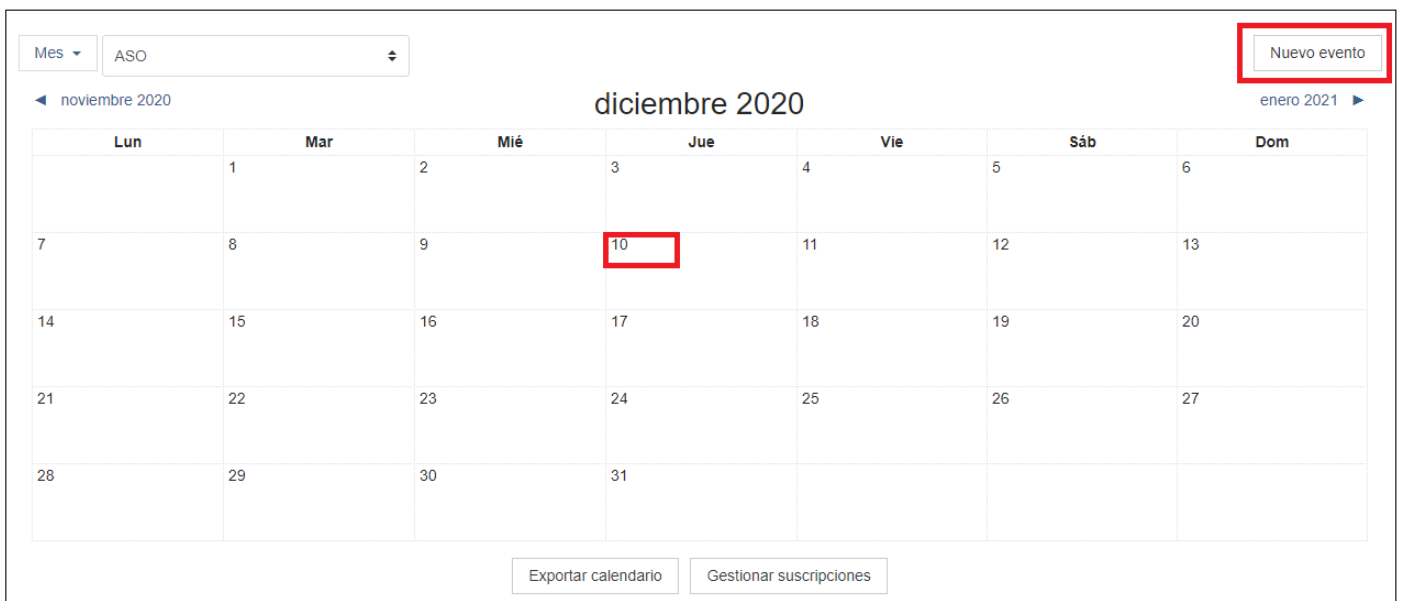 Mes ASO Nuevo evento
noviembre 2020 diciembre 2020 enero 2021
Lun Mar Mié Jue Vie Sáb Dom
1 2 3 4 5 6
7 8 9 10 11 12 13
14 15 16 17 18 19 20
21 22 23 24 25 26 27
28 29 30 31
Exportar calendario Gestionar suscripciones